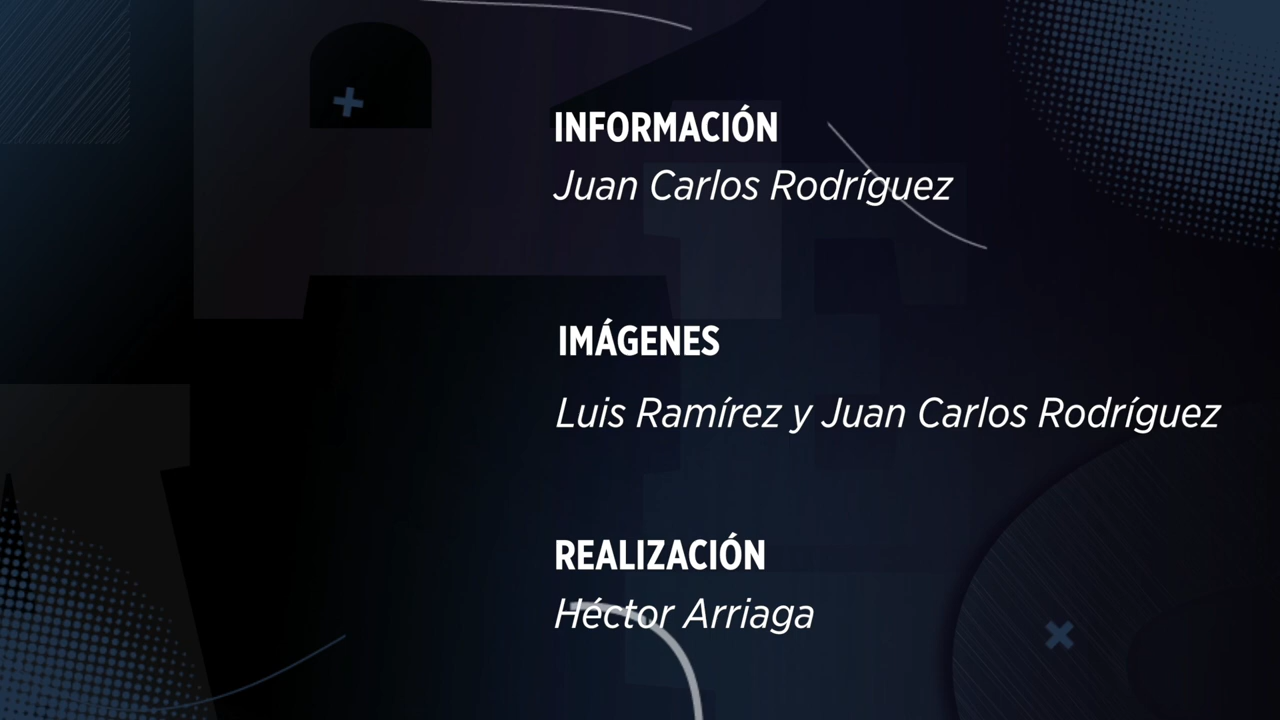 INFORMACIÓN
Juan Carlos Rodríguez
IMÁGENES
Luis Ramírez y Juan Carlos Rodríguez
REALIZACIÓN
Héctor Arriaga